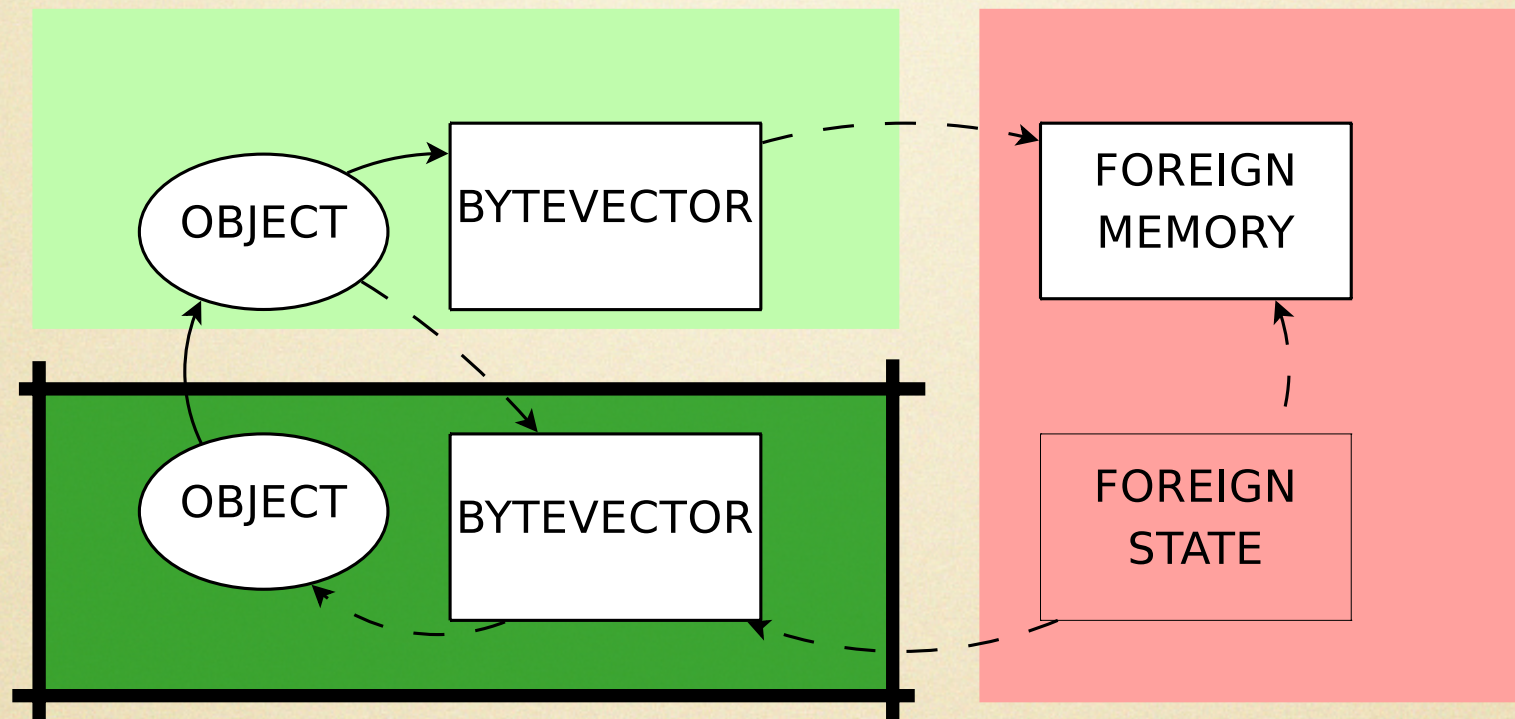 OBJECT
BYTEVECTOR
FOREIGN
MEMORY
OBJECT
BYTEVECTOR
FOREIGN
STATE